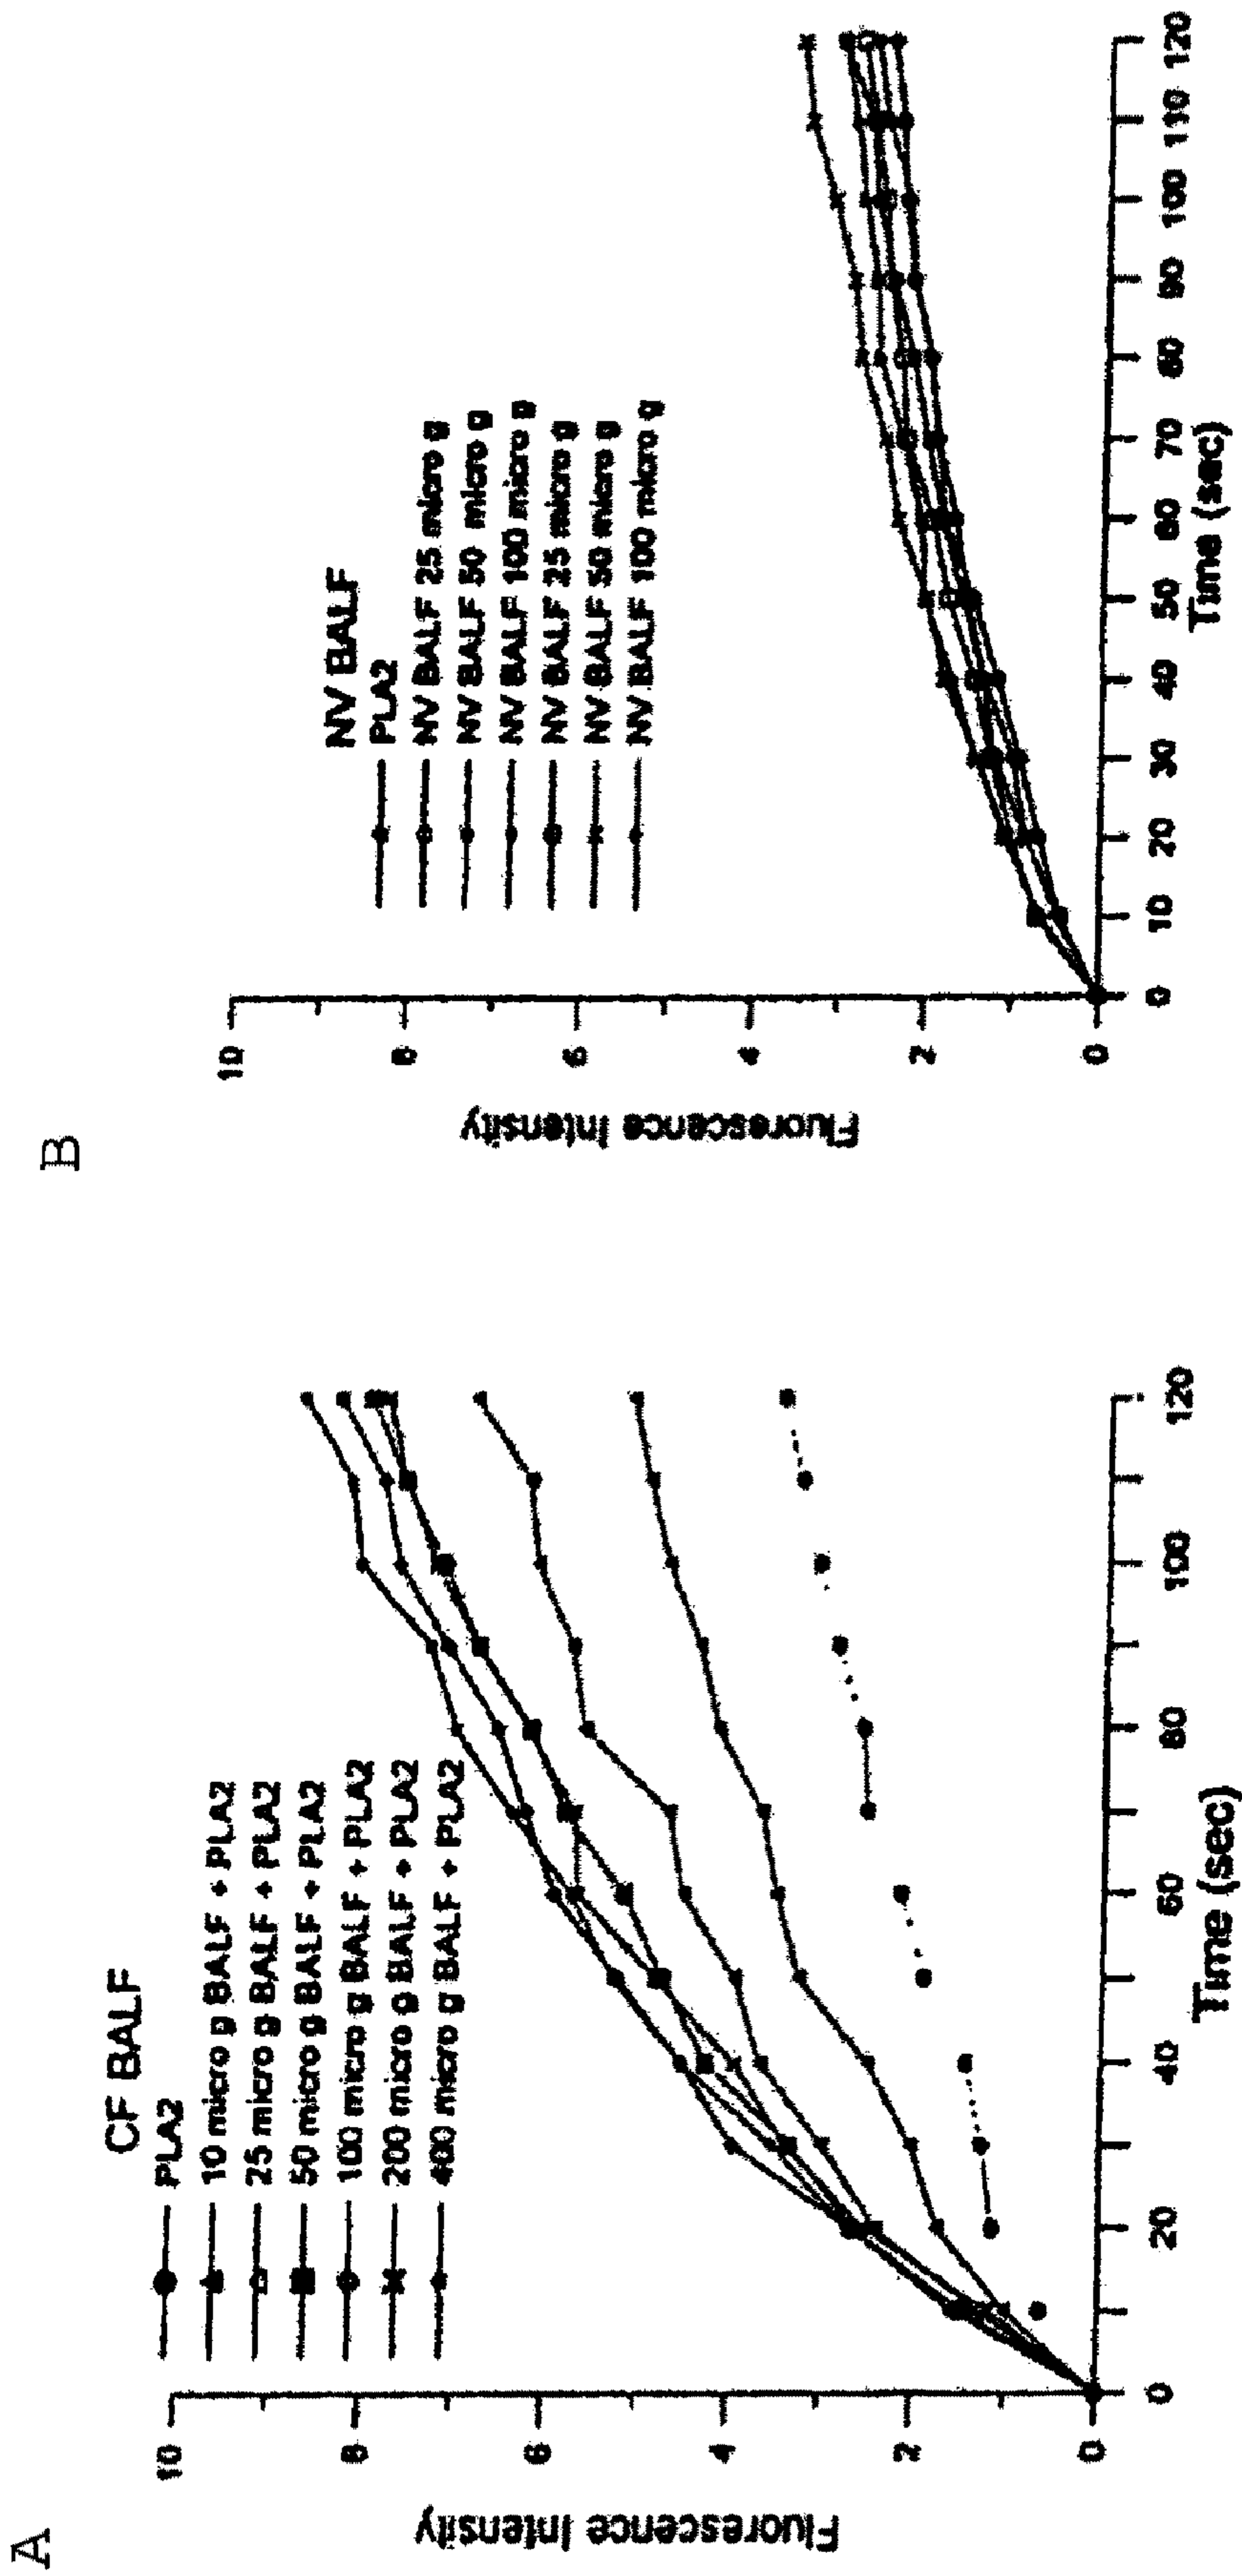 A
CF BALF
PLA2
10 micro g BALF + PLA2
25 micro g BALF + PLA2
50 micro g BALF + PLA2
100 micro g BALF + PLA2
200 micro g BALF + PLA2
400 micro g BALF + PLA2
Fluorescence Intensity
10
8
6
4
2
0
0 20 40 60 80 100 120
Time (sec)
B
NV BALF
PLA2
NV BALF 25 micro g
NV BALF 50 micro g
NV BALF 100 micro g
NV BALF 25 micro g
NV BALF 50 micro g
NV BALF 100 micro g
Fluorescence Intensity
10
8
6
4
2
0
0 10 20 30 40 50 60 70 80 90 100 110 120
Time (sec)